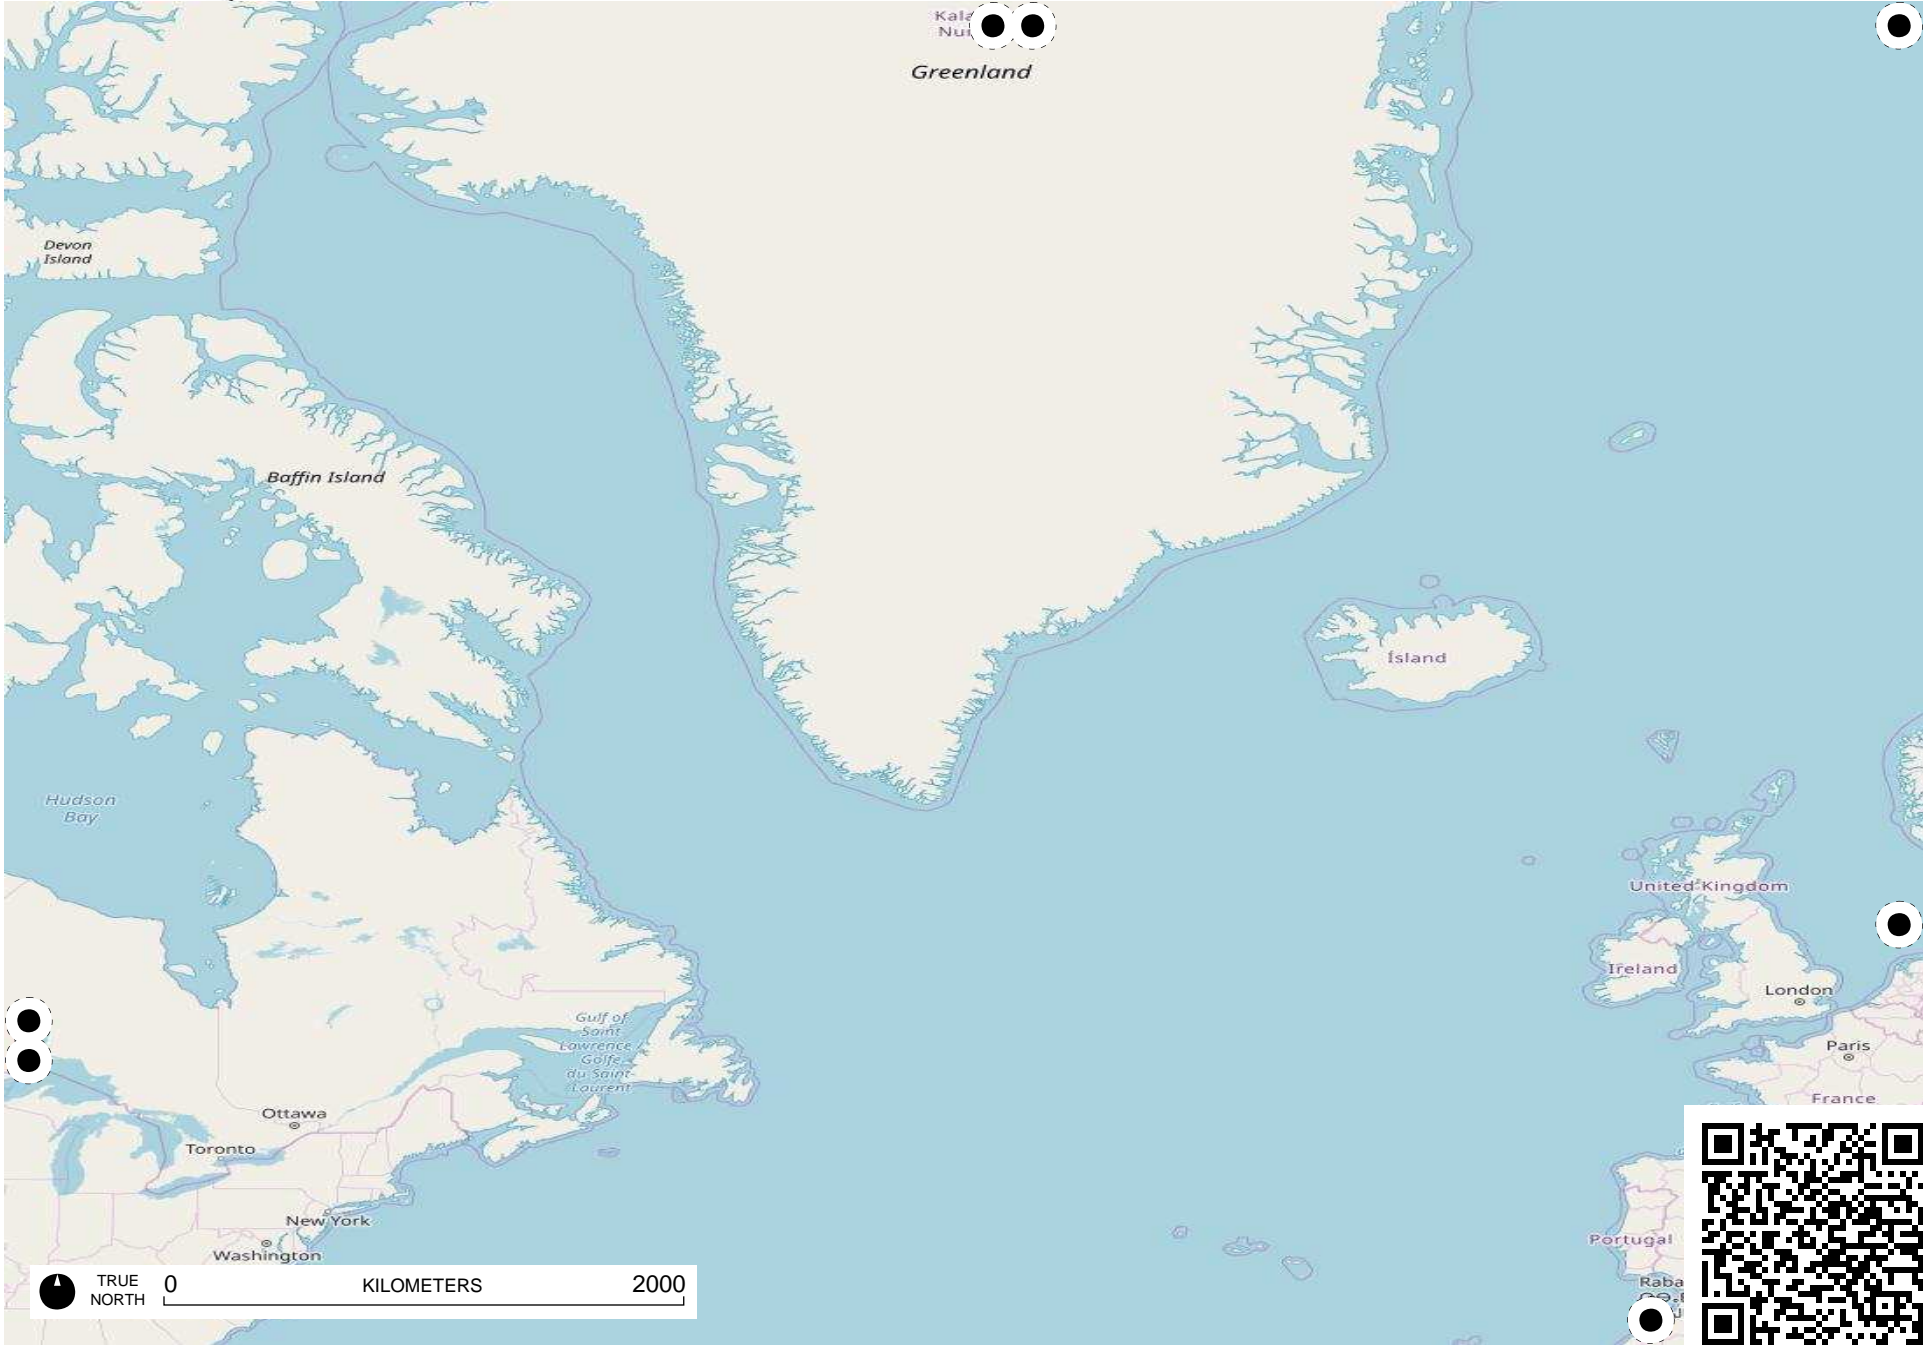 Greenland
Devon
Island
Baffin Island
Ísland
Hudson
Bay
United Kingdom
Ireland
London
Gulf of
Saint
Lawrence
Golfe
du Saint-
Laurent
Paris
France
Ottawa
Toronto
New York
Washington
Portugal
TRUE
NORTH
0
KILOMETERS
2000